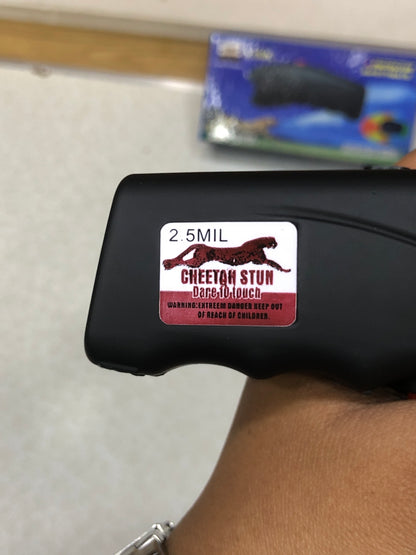 2.5MIL
CHEETAH STUN
Dare TO touch
WARNING:EXTREEM DANGER KEEP OUT
OF REACH OF CHILDREN.